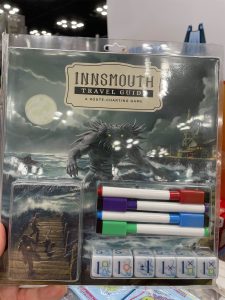 INNSMOUTH
TRAVEL GUIDE
A ROUTE-CHARTING GAME